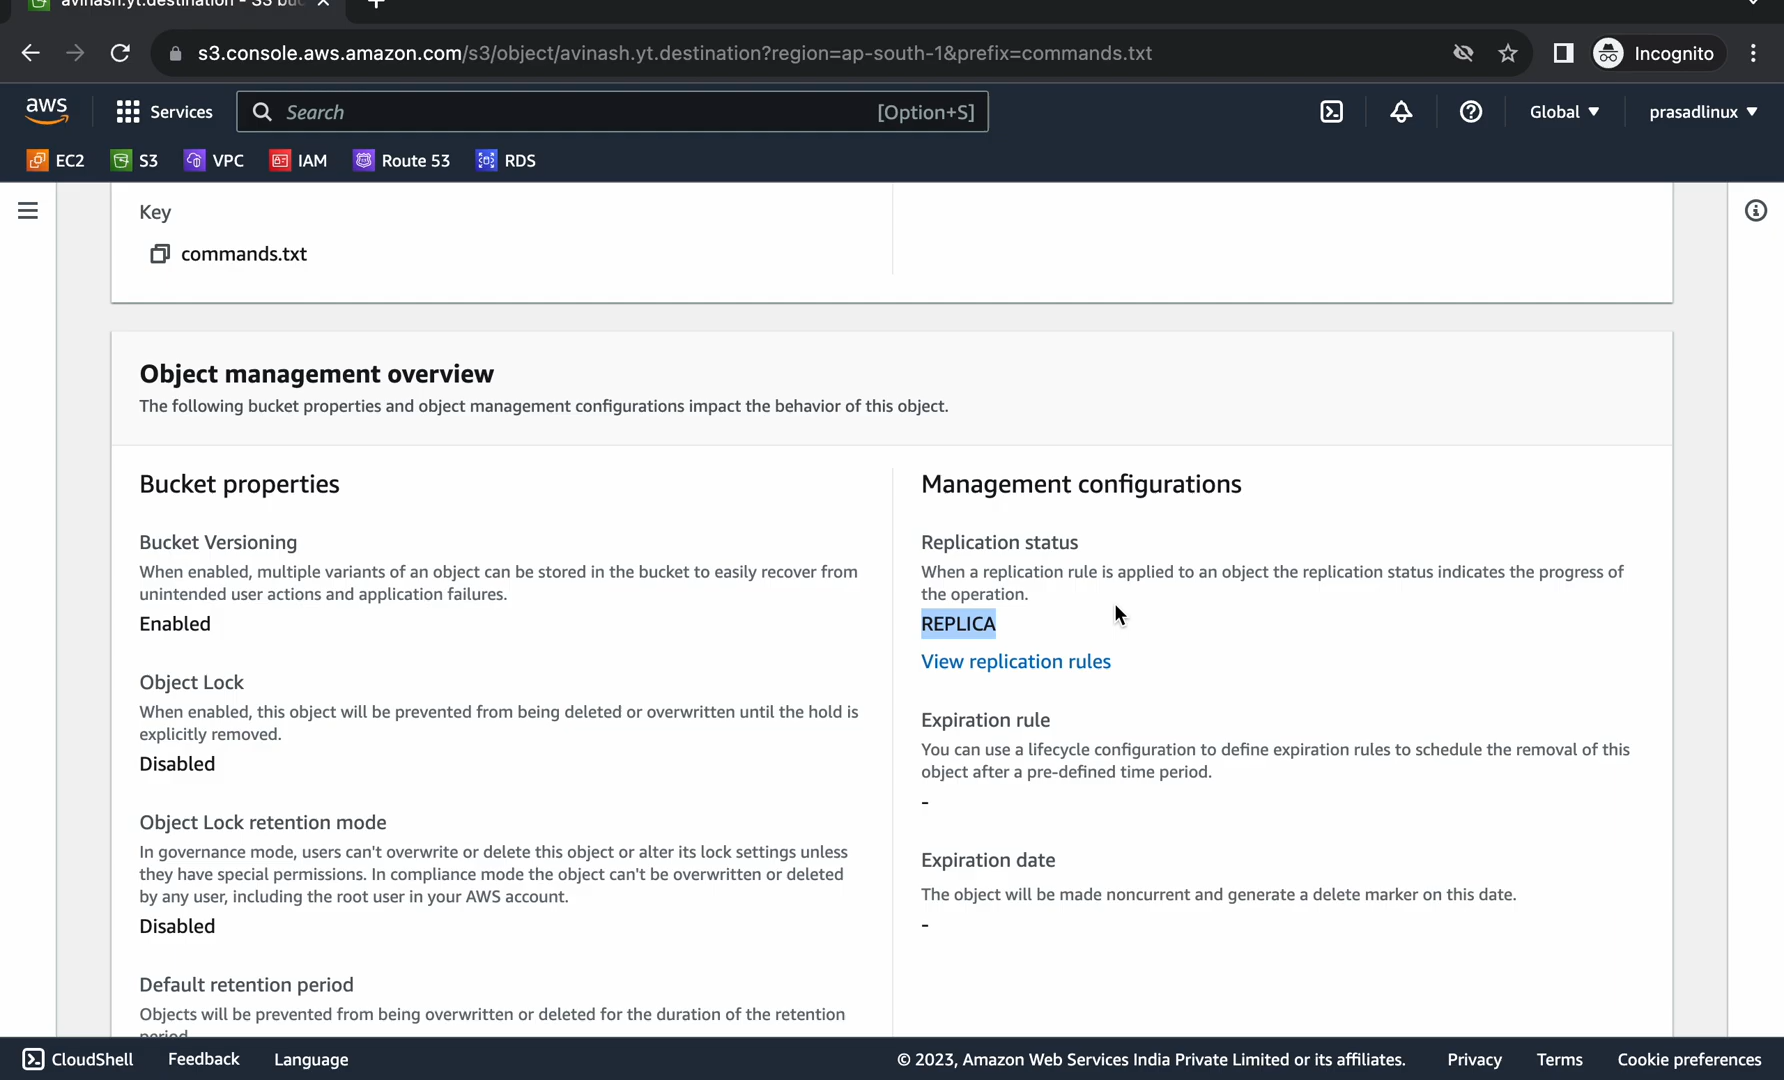 avinash.yt.destination - S3 buc
s3.console.aws.amazon.com/s3/object/avinash.yt.destination?region=ap-south-1&prefix=commands.txt
Incognito
aws
Services
Search
[Option+S]
Global
prasadlinux
EC2
S3
VPC
IAM
Route 53
RDS
Key
commands.txt
Object management overview
The following bucket properties and object management configurations impact the behavior of this object.
Bucket properties
Bucket Versioning
When enabled, multiple variants of an object can be stored in the bucket to easily recover from
unintended user actions and application failures.
Enabled
Object Lock
When enabled, this object will be prevented from being deleted or overwritten until the hold is
explicitly removed.
Disabled
Object Lock retention mode
In governance mode, users can't overwrite or delete this object or alter its lock settings unless
they have special permissions. In compliance mode the object can't be overwritten or deleted
by any user, including the root user in your AWS account.
Disabled
Default retention period
Objects will be prevented from being overwritten or deleted for the duration of the retention
period.
Management configurations
Replication status
When a replication rule is applied to an object the replication status indicates the progress of
the operation.
REPLICA
View replication rules
Expiration rule
You can use a lifecycle configuration to define expiration rules to schedule the removal of this
object after a pre-defined time period.
-
Expiration date
The object will be made noncurrent and generate a delete marker on this date.
-
CloudShell
Feedback
Language
© 2023, Amazon Web Services India Private Limited or its affiliates.
Privacy
Terms
Cookie preferences